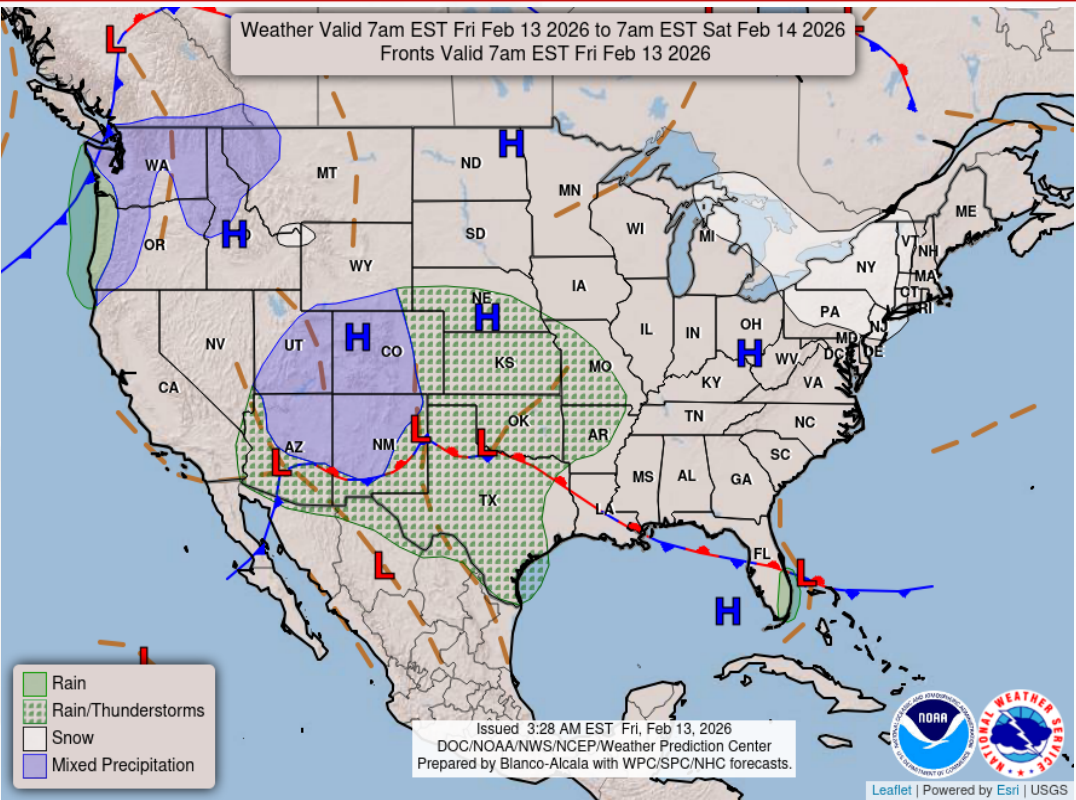 Weather Valid 7am EST Fri Feb 13 2026 to 7am EST Sat Feb 14 2026
Fronts Valid 7am EST Fri Feb 13 2026
L
L
H
WA
MT
ND
MN
ME
WI
MI
VT
NH
OR
H
SD
NY
MA
WY
CT
RI
IA
NE
PA
H
NJ
NV
UT
H
CO
IL
IN
OH
MD
DC
DE
H
WV
KS
MO
KY
VA
CA
TN
NC
OK
AR
L
L
AZ
NM
SC
L
MS
AL
GA
TX
LA
FL
L
L
H
L
Rain
Rain/Thunderstorms
Snow
Mixed Precipitation
Issued 3:28 AM EST Fri, Feb 13, 2026
DOC/NOAA/NWS/NCEP/Weather Prediction Center
Prepared by Blanco-Alcala with WPC/SPC/NHC forecasts.
NOAA
NATIONAL WEATHER SERVICE
Leaflet | Powered by Esri | USGS